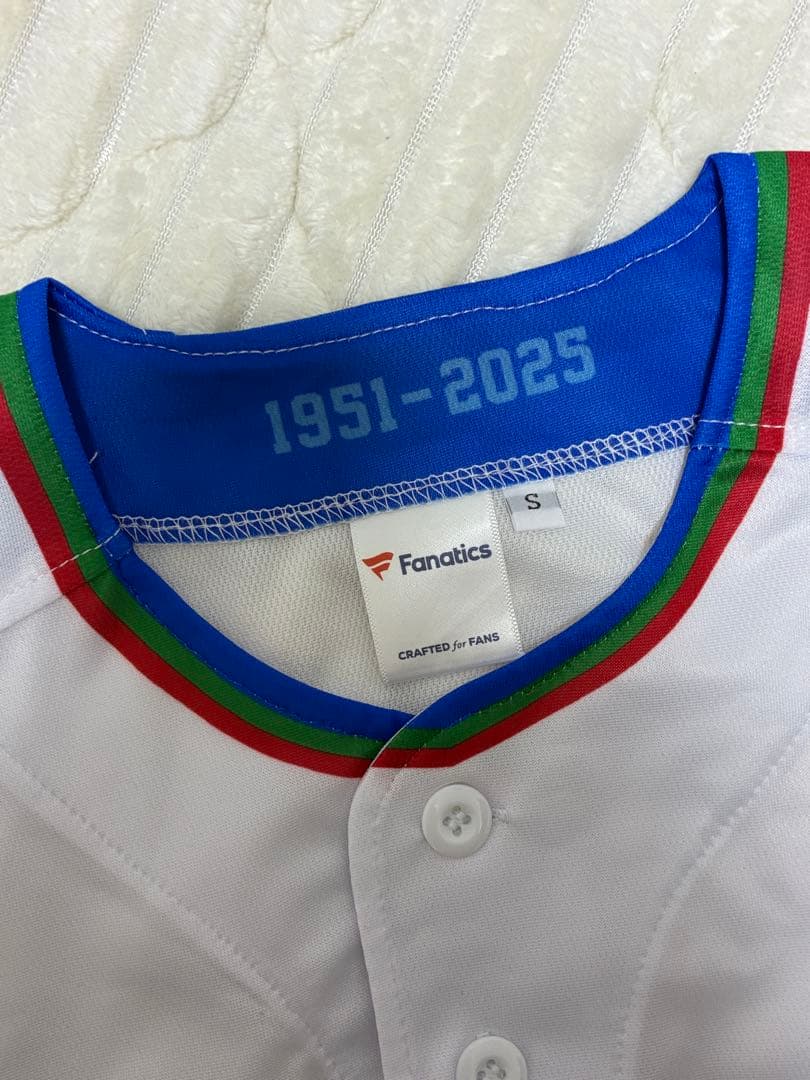 1951-2025
S
Fanatics
CRAFTED for FANS